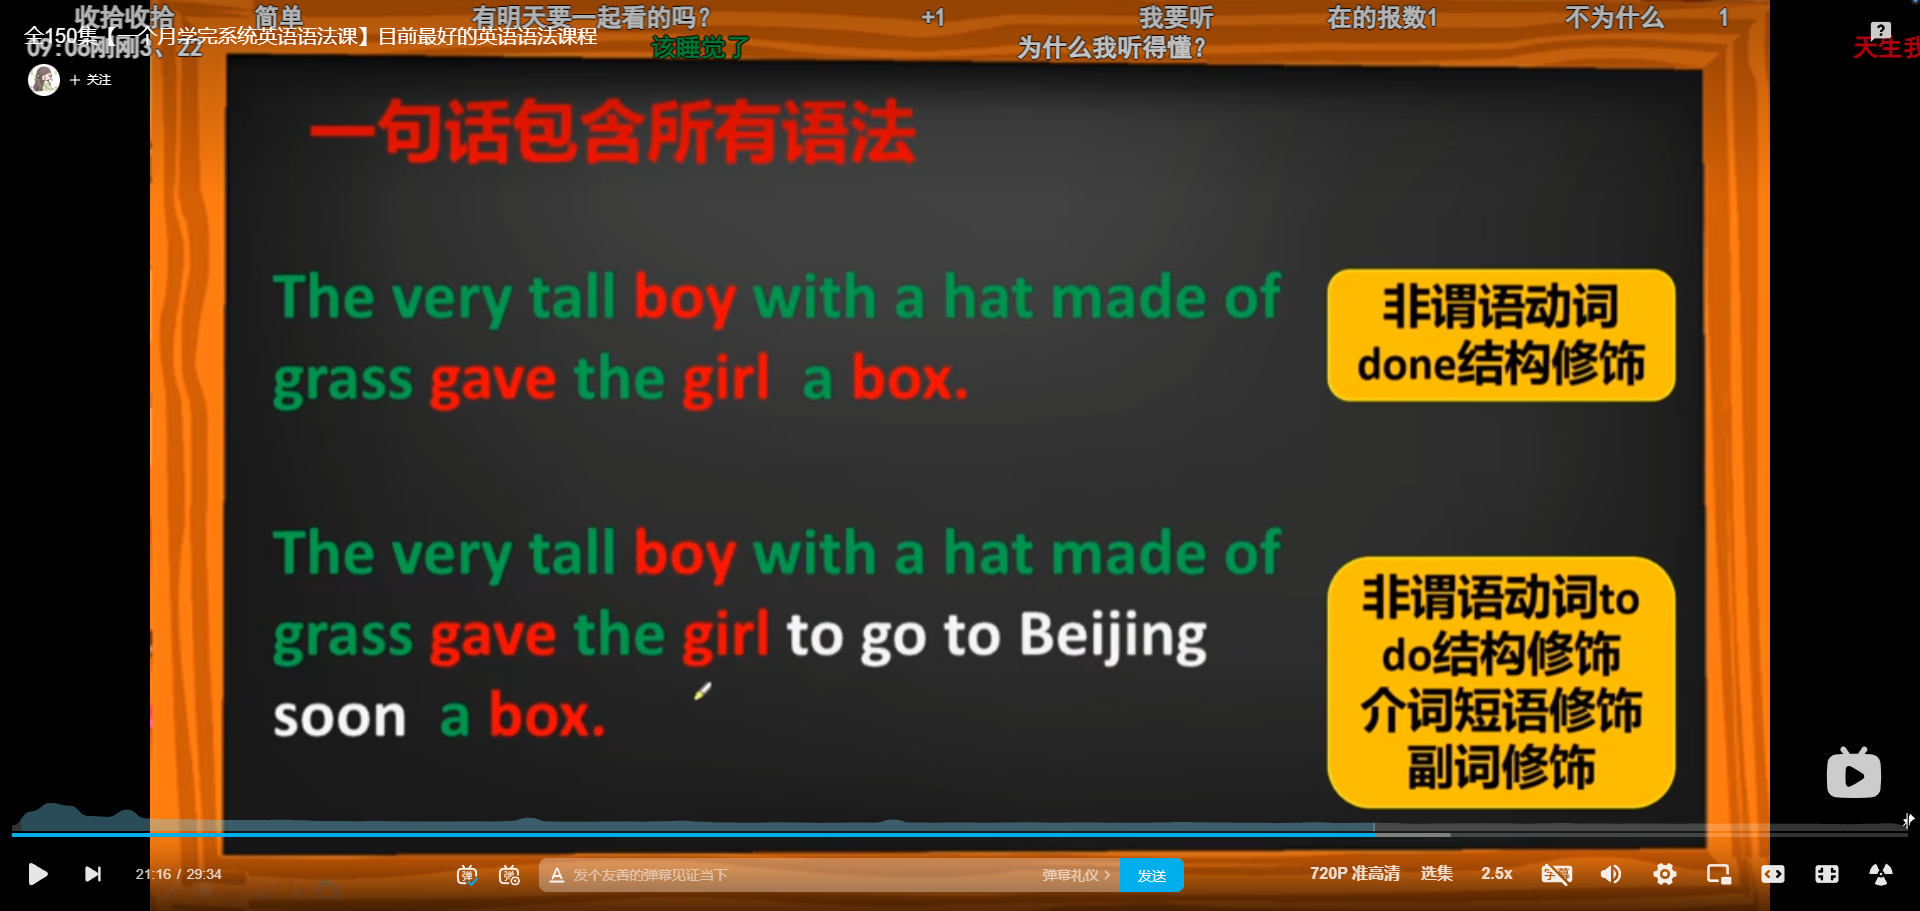 收拾收拾
简单
有明天要一起看的吗？
+1
我要听
在的报数1
不为什么
1
全150集【一个月学完系统英语语法课】目前最好的英语语法课程
09:03刚刚3、22
该睡觉了
为什么我听得懂？
天生我
+ 关注
一句话包含所有语法
The very tall boy with a hat made of
grass gave the girl a box.
非谓语动词
done结构修饰
The very tall boy with a hat made of
grass gave the girl to go to Beijing
soon a box.
非谓语动词to
do结构修饰
介词短语修饰
副词修饰
21:16 / 29:34
弹
弹
A 发个友善的弹幕见证当下
弹幕礼仪 >
发送
720P 准高清
选集
2.5x